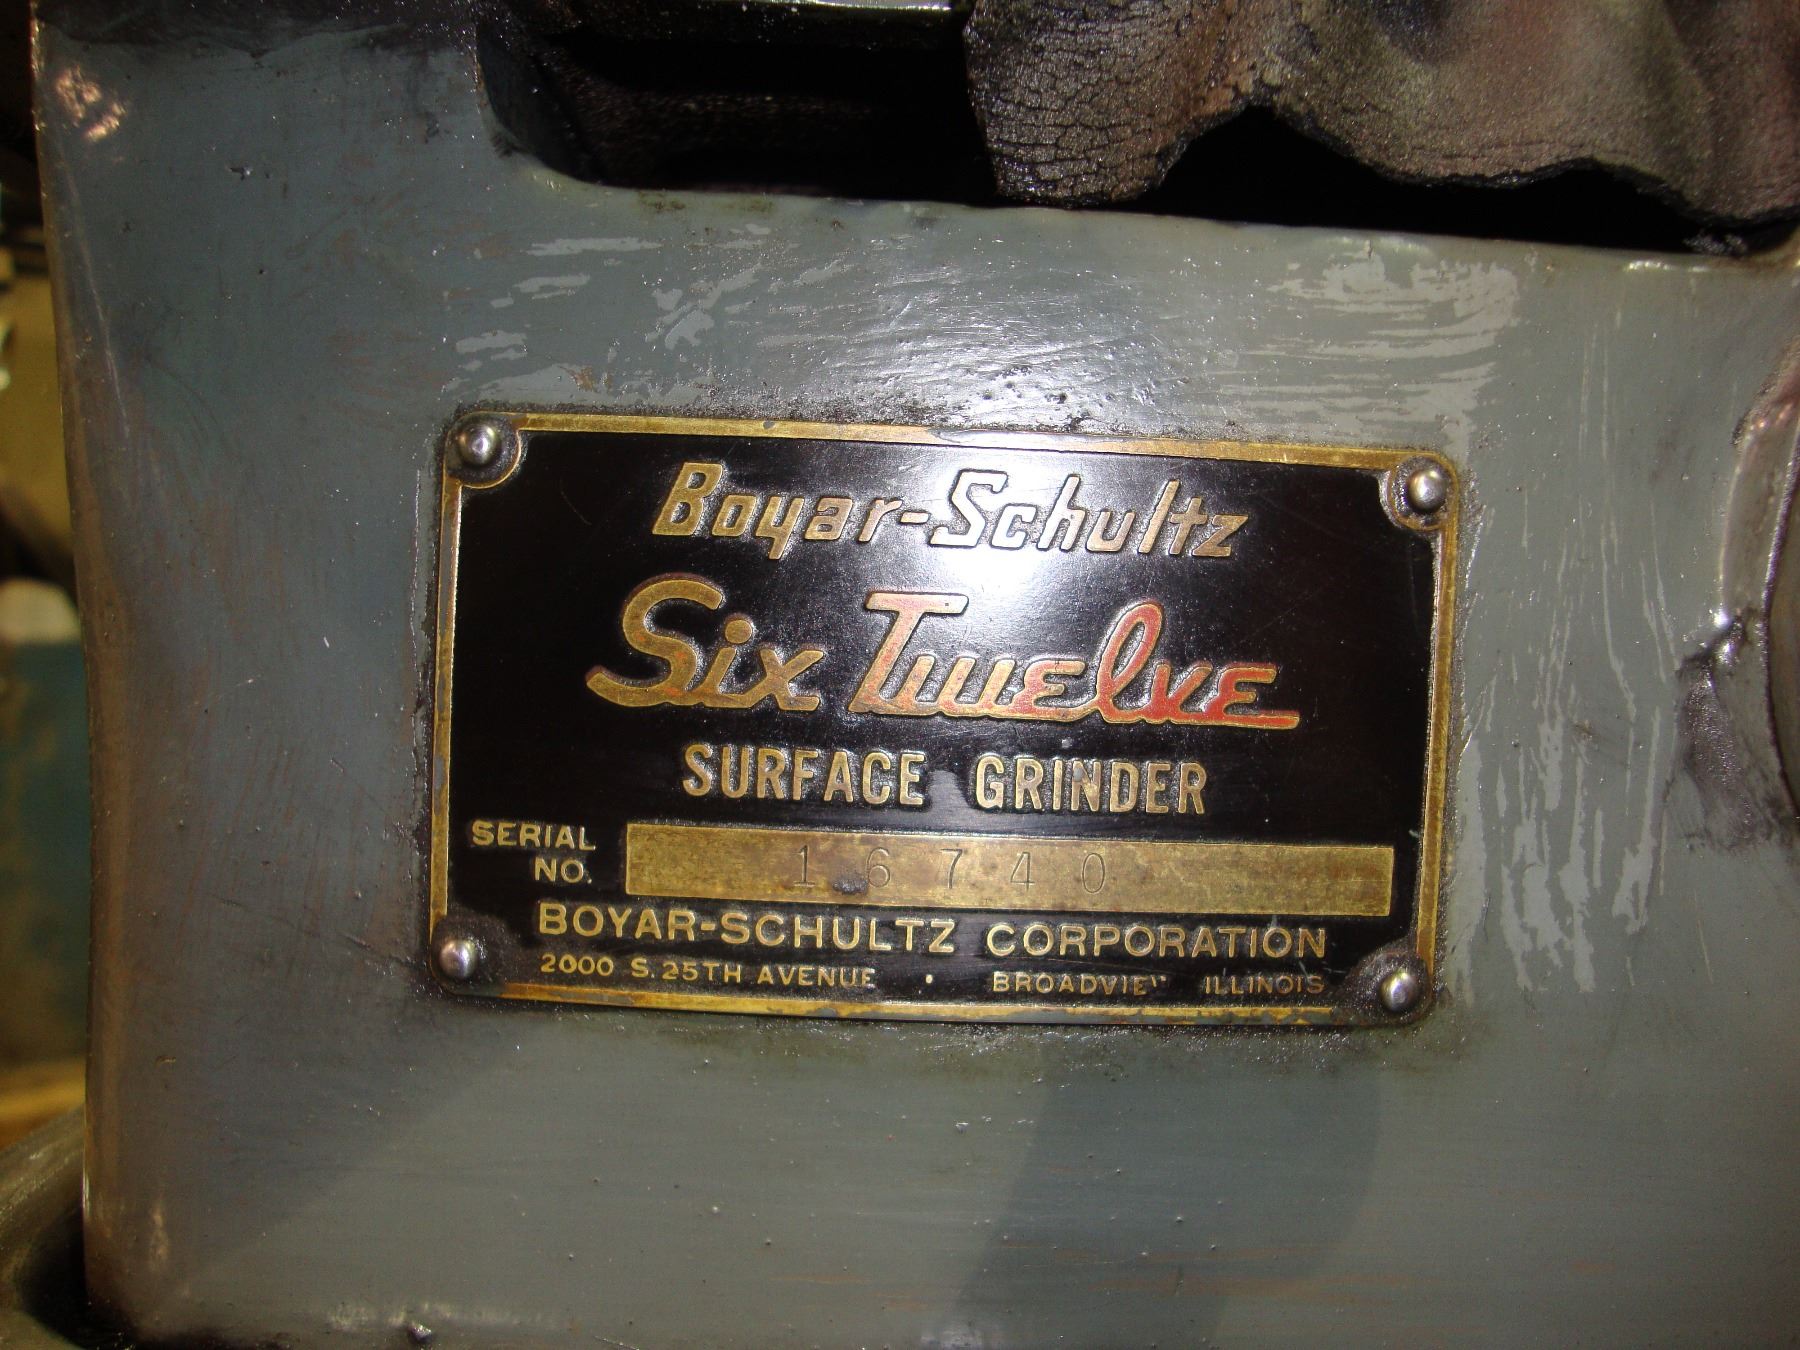 Boyar-Schultz
Six Twelve
SURFACE GRINDER
SERIAL
NO. 16740
BOYAR-SCHULTZ CORPORATION
2000 S. 25TH AVENUE • ILLINOIS